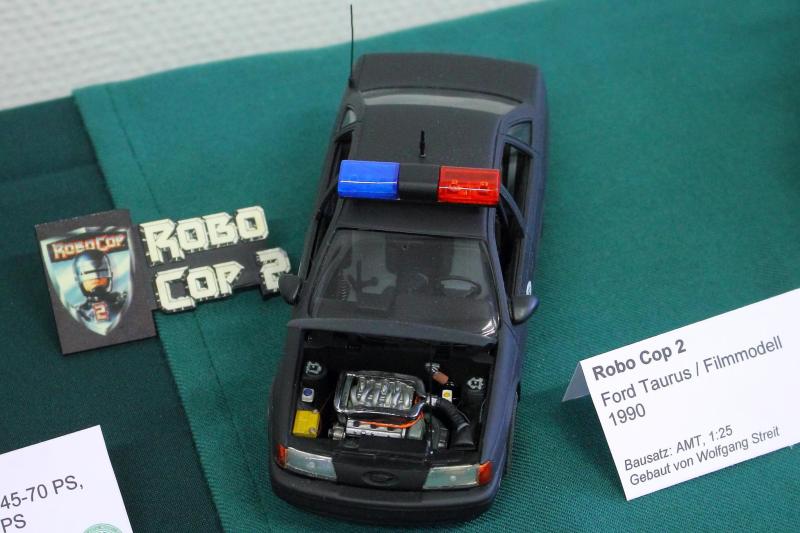 ROBOCOP
2
ROBO
COP 2
Robo Cop 2
Ford Taurus / Filmmodell
1990
Bausatz: AMT, 1:25
Gebaut von Wolfgang Streit
45-70 PS,
PS